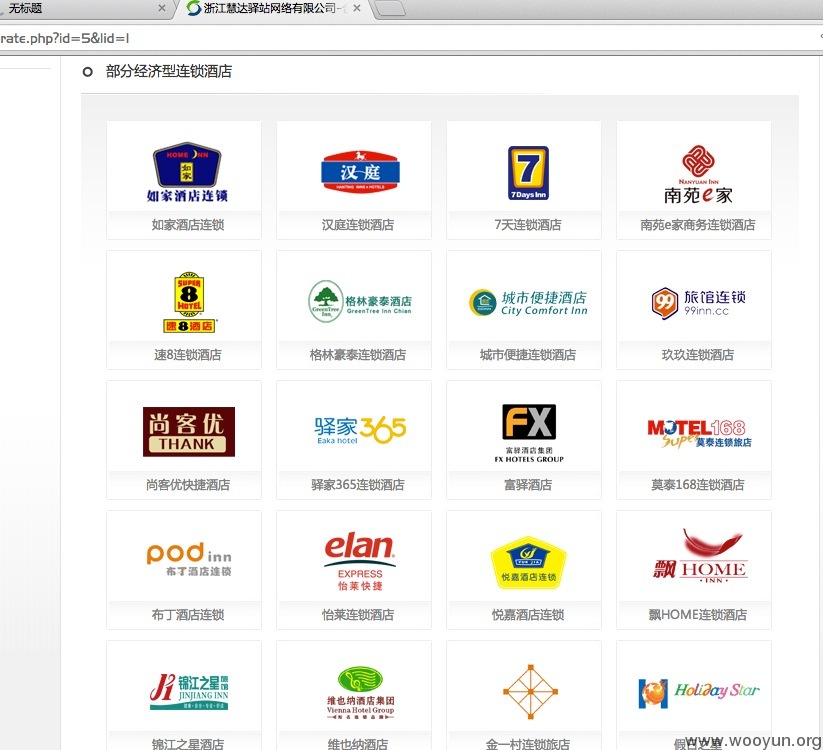 无标题
浙江慧达驿站网络有限公司-
rate.php?id=5&lid=1
部分经济型连锁酒店
HOME INN
如家
如家酒店连锁
如家酒店连锁
汉庭
HANTING INNS & HOTELS
汉庭连锁酒店
7
7Days Inn
7天连锁酒店
NANYUAN INN
南苑e家
南苑e家商务连锁酒店
SUPER
8
HOTEL
速8酒店
速8连锁酒店
GreenTree Inn
格林豪泰酒店
GreenTree Inn Chian
格林豪泰连锁酒店
城市便捷酒店
City Comfort Inn
城市便捷连锁酒店
99
旅馆连锁
99inn.cc
玖玖连锁酒店
尚客优
THANK
尚客优快捷酒店
驿家365
Eaka hotel
驿家365连锁酒店
FX
富驿酒店集团
FX HOTELS GROUP
富驿酒店
MOTEL168
Super
莫泰连锁旅店
莫泰168连锁酒店
pod inn
布丁酒店连锁
布丁酒店连锁
elan
EXPRESS
怡莱快捷
怡莱连锁酒店
YUE JIA
悦嘉酒店连锁
悦嘉酒店连锁
飘HOME
INN
飘HOME连锁酒店
锦江之星旅馆
JINJIANG INN
锦江之星酒店
维也纳酒店集团
Vienna Hotel Group
维也纳酒店
金一村连锁旅店
Holiday Star
假日之星
www.wooyun.org